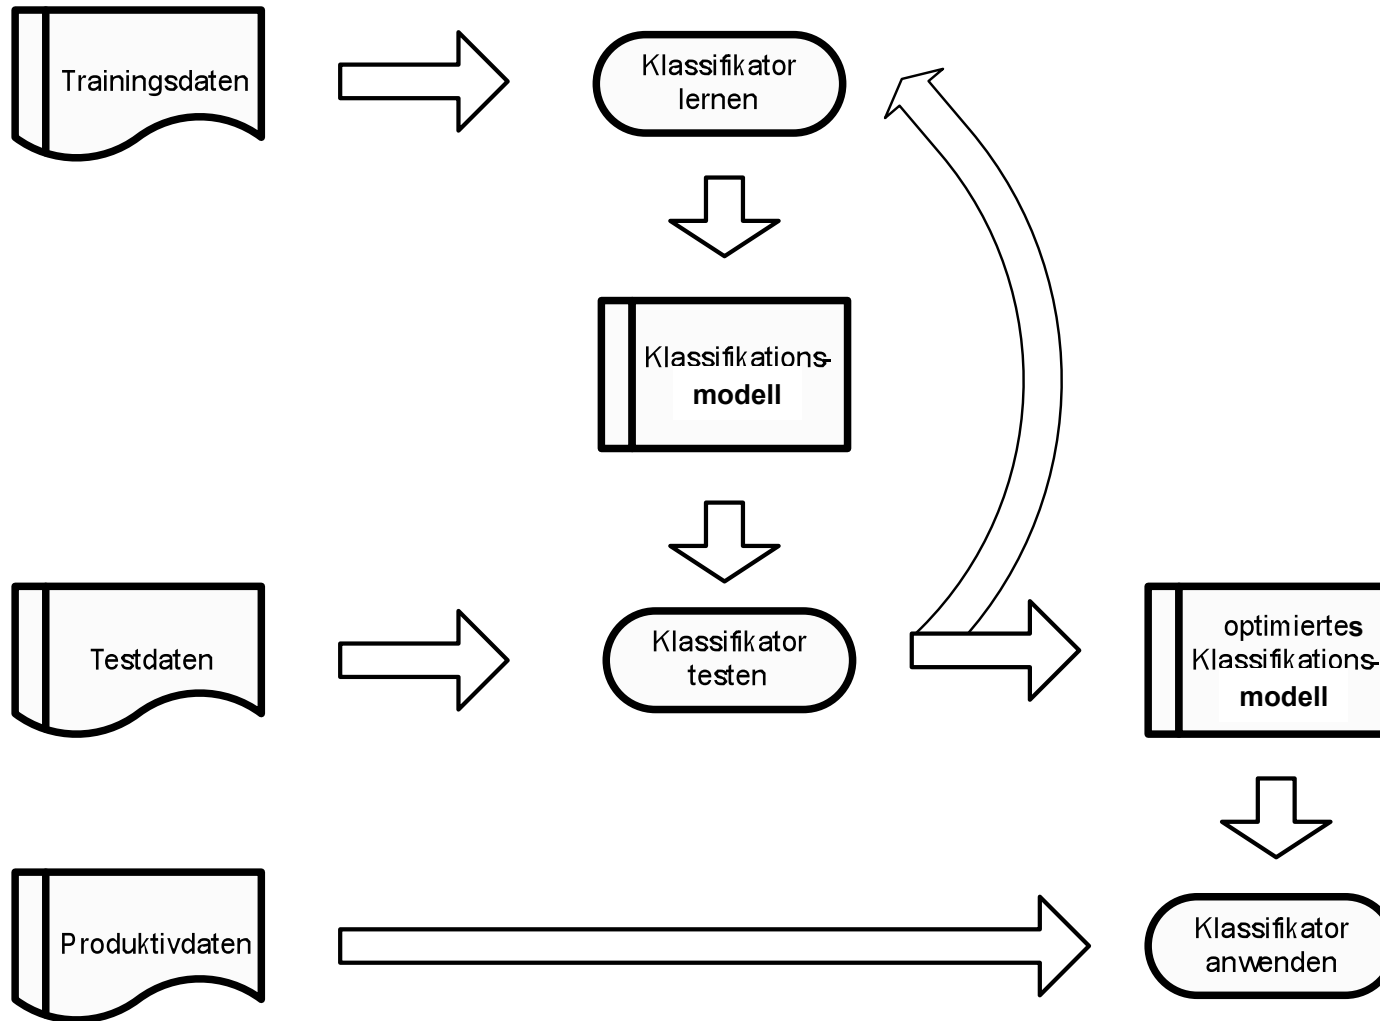 Trainingsdaten
Klassifikator
lernen
Klassifikations-
modell
Testdaten
Klassifikator
testen
optimiertes
Klassifikations-
modell
Produktivdaten
Klassifikator
anwenden